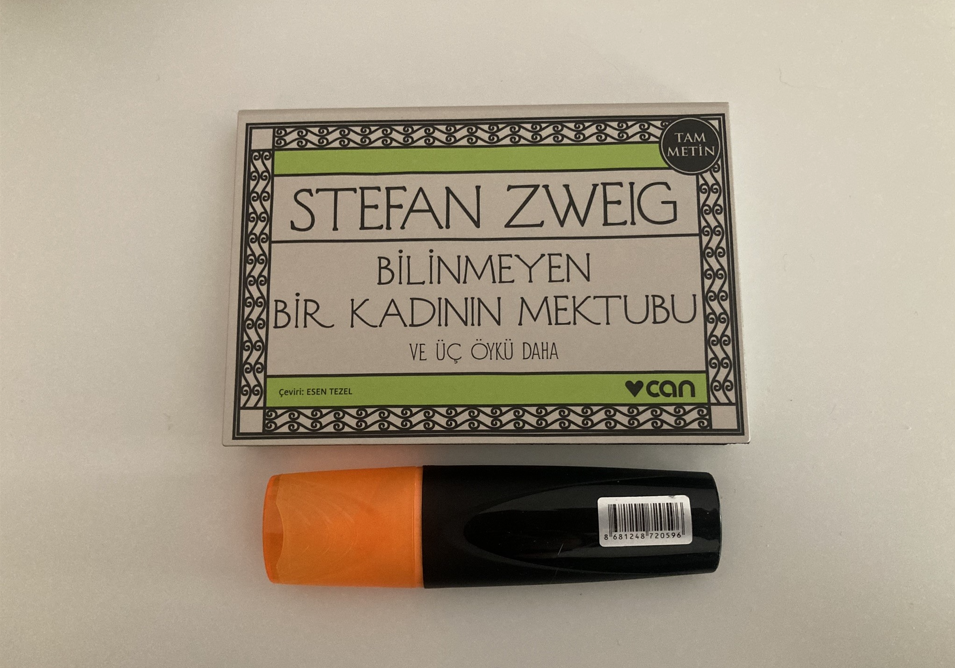 TAM
METİN
STEFAN ZWEIG
BİLİNMEYEN
BİR KADININ MEKTUBU
VE ÜÇ ÖYKÜ DAHA
Çeviri: ESEN TEZEL
can
8 681248 720596